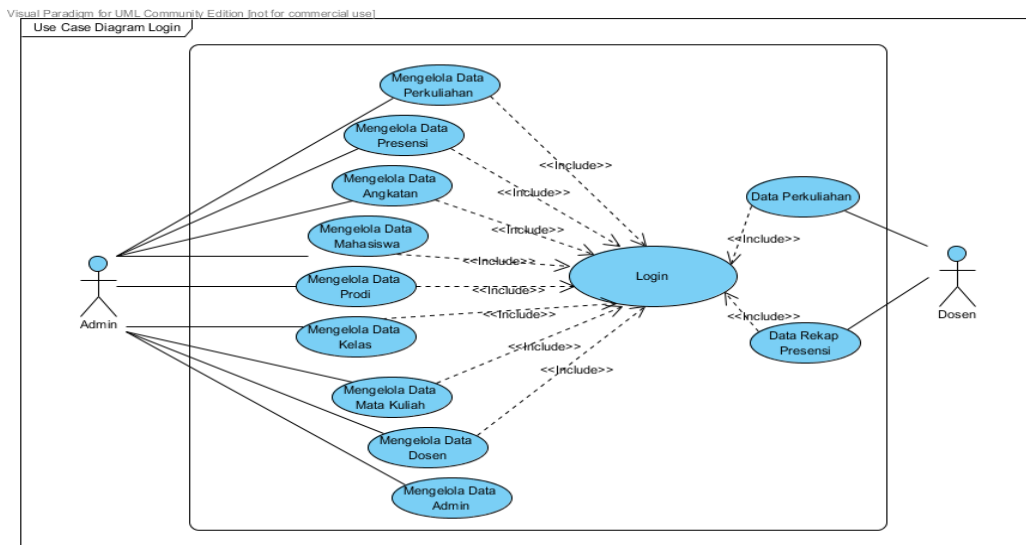 Visual Paradigm for UML Community Edition [not for commercial use]
Use Case Diagram Login
Mengelola Data
Perkuliahan
Mengelola Data
Presensi
<<Include>>
Mengelola Data
Angkatan
<<Include>>
Data Perkuliahan
Mengelola Data
Mahasiswa
<<Include>>
<<Include>>
<<Include>>
Login
Mengelola Data
Prodi
<<Include>>
Admin
Dosen
Mengelola Data
Kelas
<<Include>>
<<Include>>
Data Rekap
Presensi
<<Include>>
<<Include>>
Mengelola Data
Mata Kuliah
Mengelola Data
Dosen
Mengelola Data
Admin